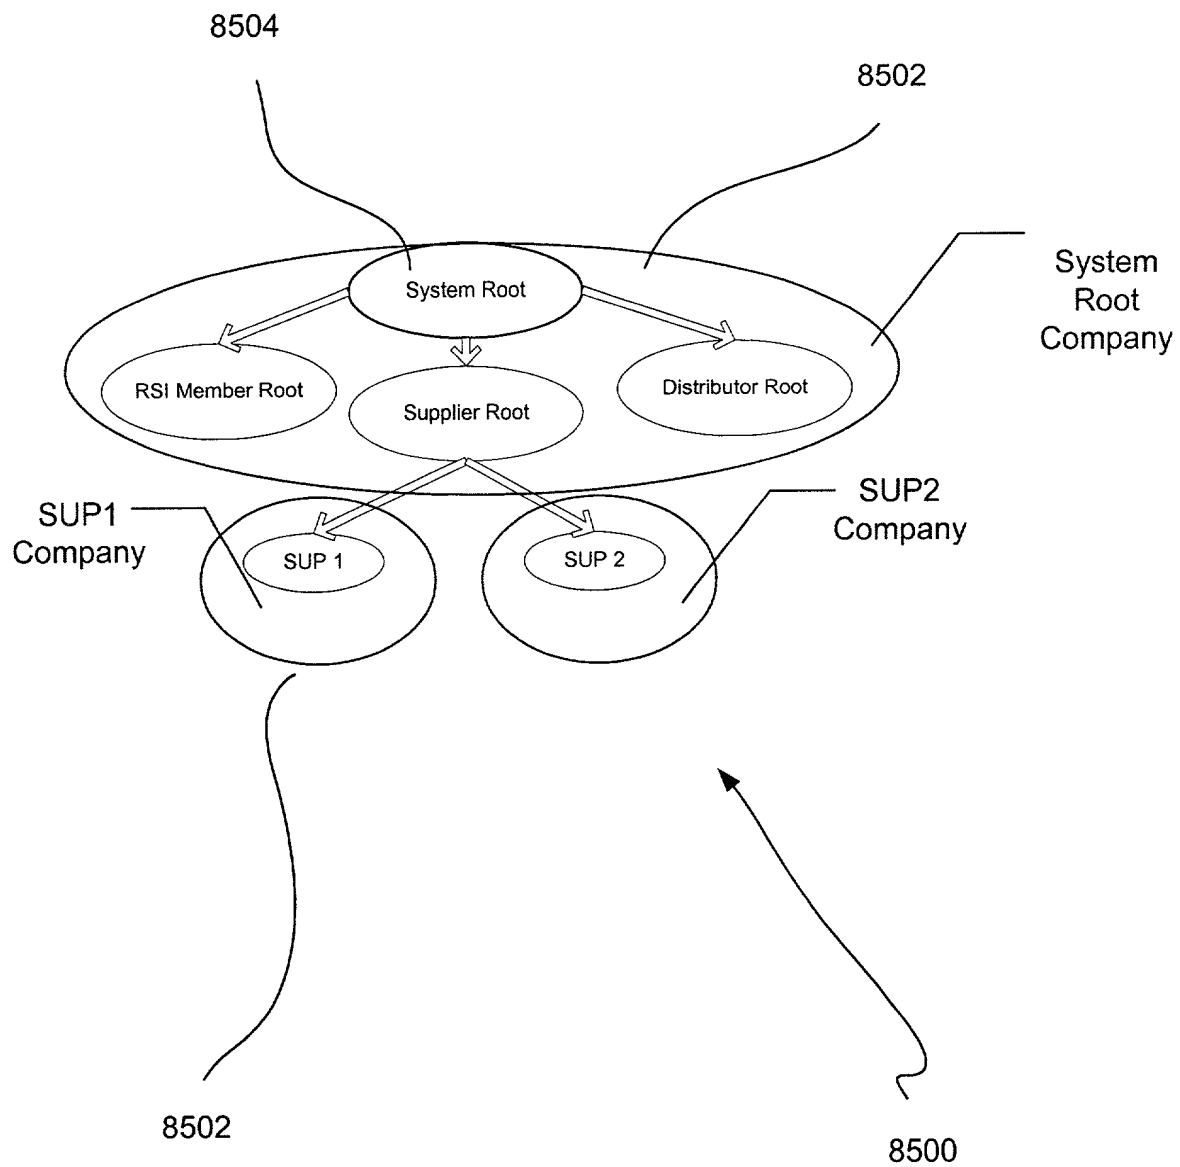 8504
8502
System
Root
Company
System Root
RSI Member Root
Supplier Root
Distributor Root
SUP1
Company
SUP2
Company
SUP 1
SUP 2
8502
8500